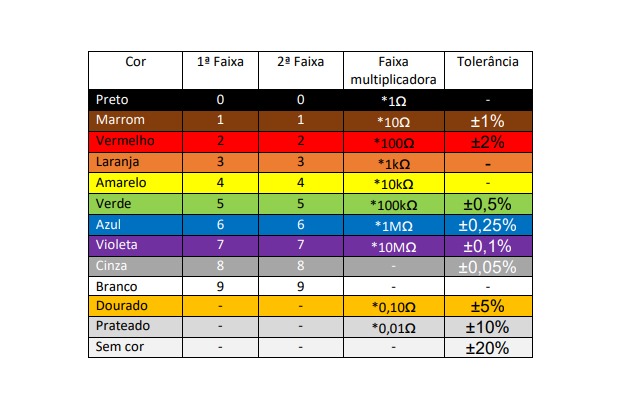 Cor 1ª Faixa 2ª Faixa Faixa multiplicadora Tolerância
Preto 0 0 *1Ω -
Marrom 1 1 *10Ω ±1%
Vermelho 2 2 *100Ω ±2%
Laranja 3 3 *1kΩ -
Amarelo 4 4 *10kΩ -
Verde 5 5 *100kΩ ±0,5%
Azul 6 6 *1MΩ ±0,25%
Violeta 7 7 *10MΩ ±0,1%
Cinza 8 8 - ±0,05%
Branco 9 9 - -
Dourado - - *0,10Ω ±5%
Prateado - - *0,01Ω ±10%
Sem cor - - - ±20%